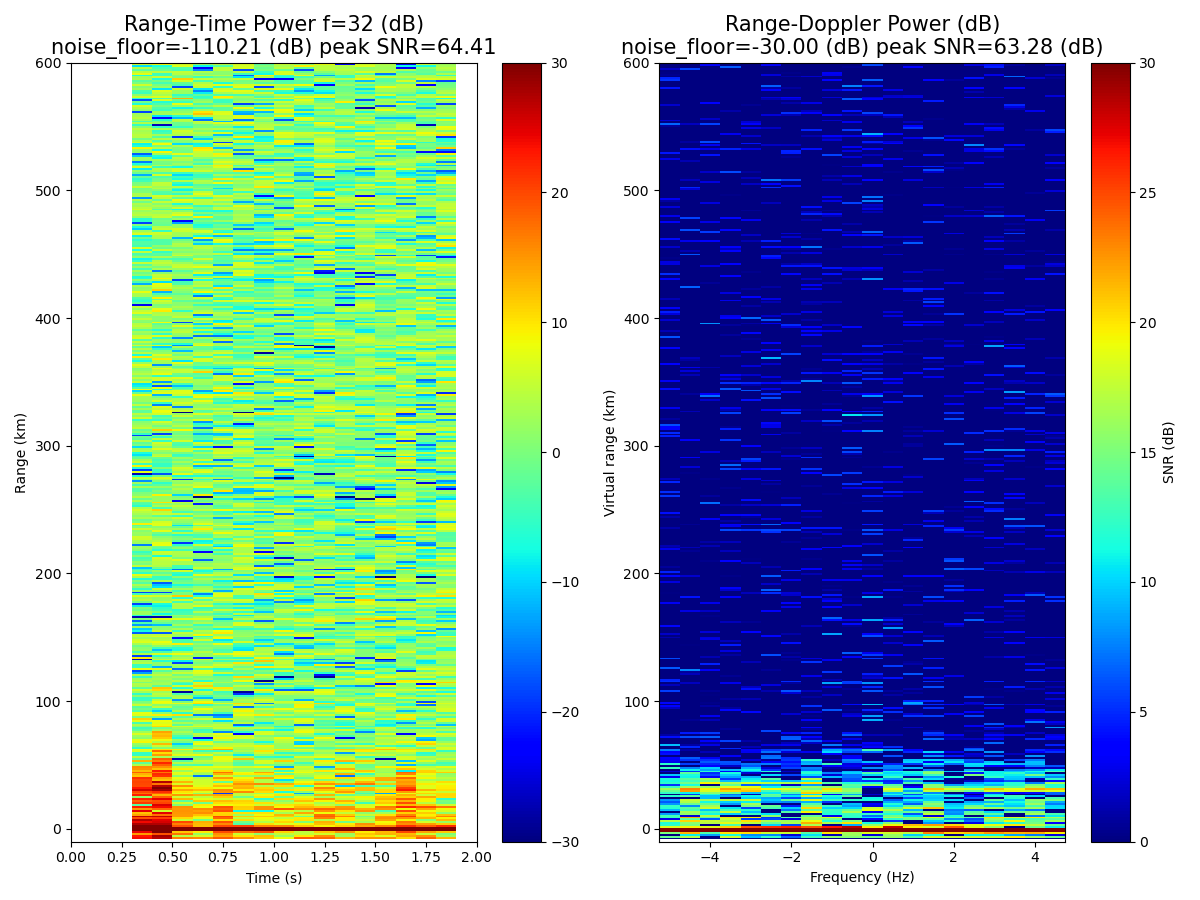 Range-Time Power f=32 (dB)
noise_floor=-110.21 (dB) peak SNR=64.41
600
500
400
300
200
100
0
Range (km)
0.00 0.25 0.50 0.75 1.00 1.25 1.50 1.75 2.00
Time (s)
30
20
10
0
−10
−20
−30
Range-Doppler Power (dB)
noise_floor=-30.00 (dB) peak SNR=63.28 (dB)
600
500
400
300
200
100
0
Virtual range (km)
−4 −2 0 2 4
Frequency (Hz)
30
25
20
15
10
5
0
SNR (dB)